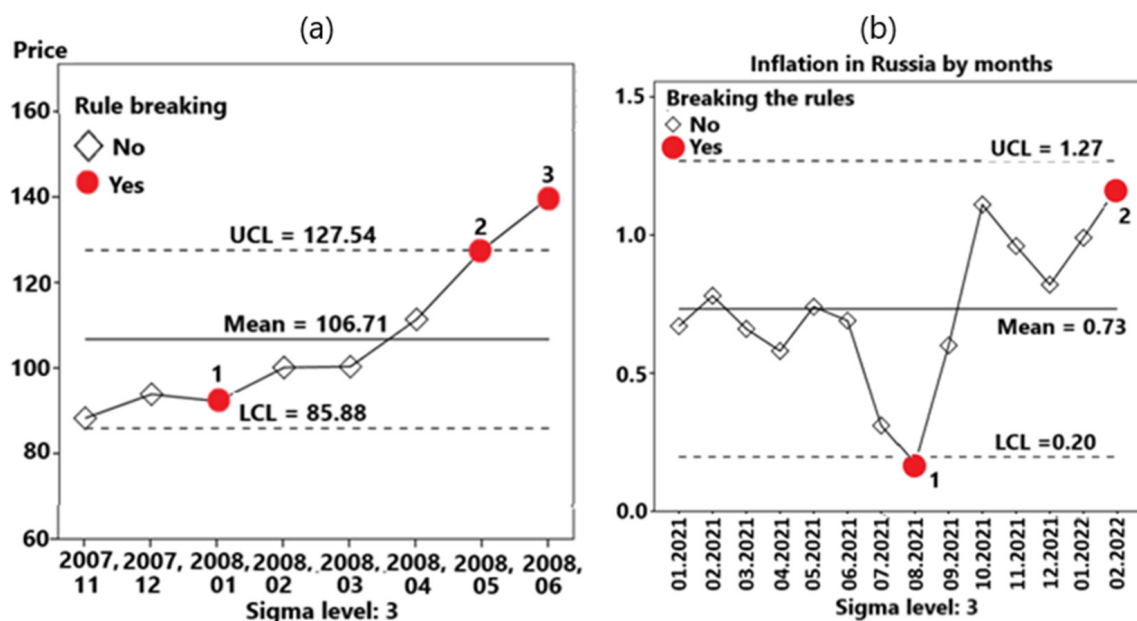 (a)
Price
160
140
120
100
80
60
Rule breaking
No
Yes
3
2
UCL = 127.54
Mean = 106.71
1
LCL = 85.88
2007, 2007, 2008, 2008, 2008, 2008, 2008, 2008,
11 12 01 02 03 04 05 06
Sigma level: 3
(b)
Inflation in Russia by months
1.5
1.0
0.5
0.0
Breaking the rules
No
Yes
UCL = 1.27
2
Mean = 0.73
LCL =0.20
1
01.2021
02.2021
03.2021
04.2021
05.2021
06.2021
07.2021
08.2021
09.2021
10.2021
11.2021
12.2021
01.2022
02.2022
Sigma level: 3